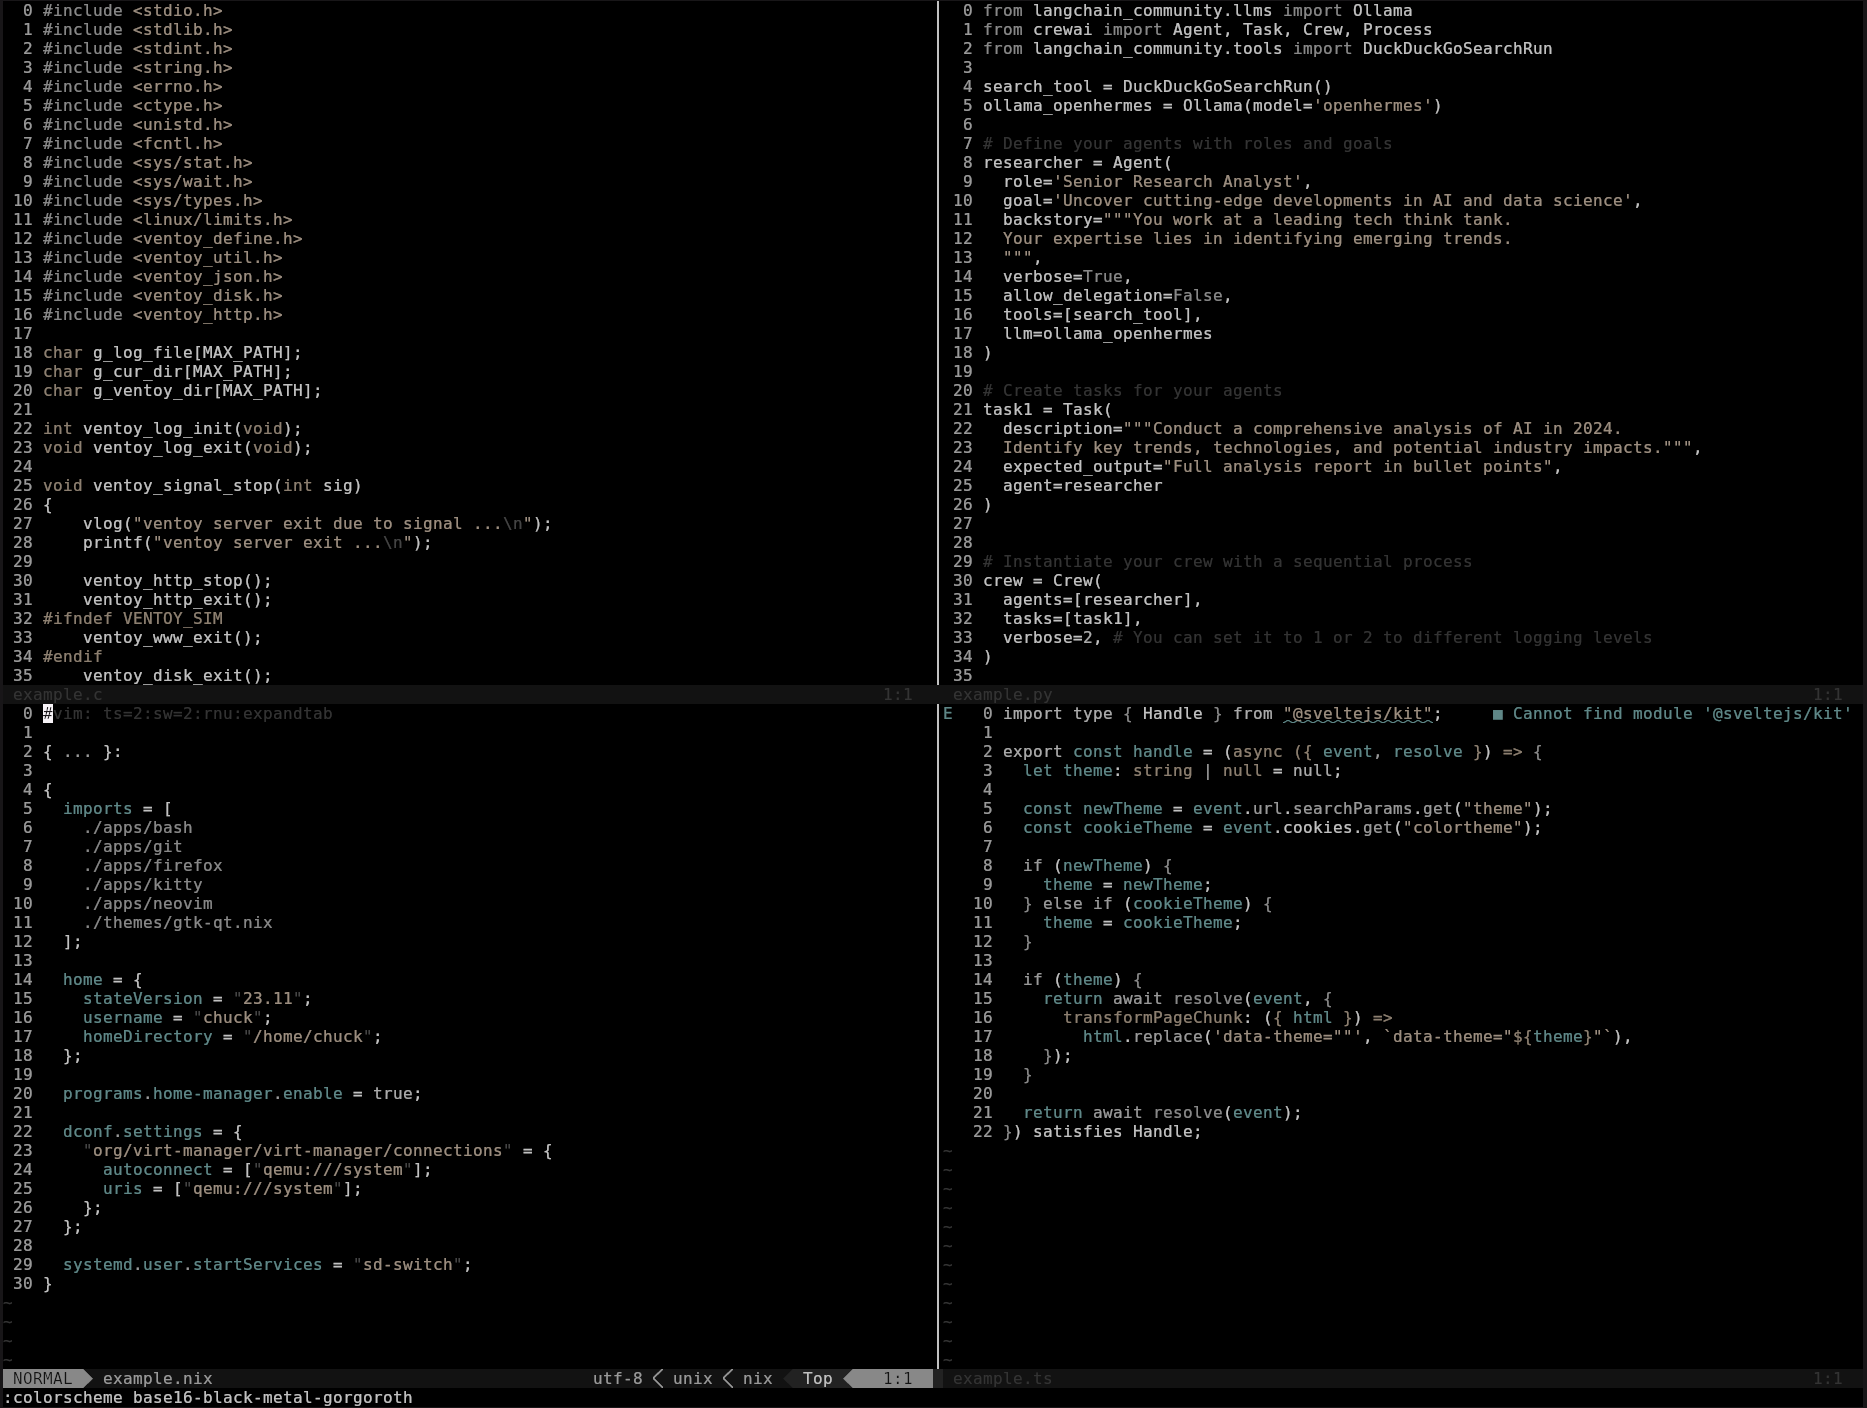 0 #include <stdio.h>
1 #include <stdlib.h>
2 #include <stdint.h>
3 #include <string.h>
4 #include <errno.h>
5 #include <ctype.h>
6 #include <unistd.h>
7 #include <fcntl.h>
8 #include <sys/stat.h>
9 #include <sys/wait.h>
10 #include <sys/types.h>
11 #include <linux/limits.h>
12 #include <ventoy_define.h>
13 #include <ventoy_util.h>
14 #include <ventoy_json.h>
15 #include <ventoy_disk.h>
16 #include <ventoy_http.h>
17
18 char g_log_file[MAX_PATH];
19 char g_cur_dir[MAX_PATH];
20 char g_ventoy_dir[MAX_PATH];
21
22 int ventoy_log_init(void);
23 void ventoy_log_exit(void);
24
25 void ventoy_signal_stop(int sig)
26 {
27     vlog("ventoy server exit due to signal ...\n");
28     printf("ventoy server exit ...\n");
29
30     ventoy_http_stop();
31     ventoy_http_exit();
32 #ifndef VENTOY_SIM
33     ventoy_www_exit();
34 #endif
35     ventoy_disk_exit();
example.c 1:1
0 from langchain_community.llms import Ollama
1 from crewai import Agent, Task, Crew, Process
2 from langchain_community.tools import DuckDuckGoSearchRun
3
4 search_tool = DuckDuckGoSearchRun()
5 ollama_openhermes = Ollama(model='openhermes')
6
7 # Define your agents with roles and goals
8 researcher = Agent(
9   role='Senior Research Analyst',
10   goal='Uncover cutting-edge developments in AI and data science',
11   backstory="""You work at a leading tech think tank.
12   Your expertise lies in identifying emerging trends.
13   """,
14   verbose=True,
15   allow_delegation=False,
16   tools=[search_tool],
17   llm=ollama_openhermes
18 )
19
20 # Create tasks for your agents
21 task1 = Task(
22   description="""Conduct a comprehensive analysis of AI in 2024.
23   Identify key trends, technologies, and potential industry impacts.""",
24   expected_output="Full analysis report in bullet points",
25   agent=researcher
26 )
27
28
29 # Instantiate your crew with a sequential process
30 crew = Crew(
31   agents=[researcher],
32   tasks=[task1],
33   verbose=2, # You can set it to 1 or 2 to different logging levels
34 )
35
example.py 1:1
0 #vim: ts=2:sw=2:rnu:expandtab
1
2 { ... }:
3
4 {
5   imports = [
6     ./apps/bash
7     ./apps/git
8     ./apps/firefox
9     ./apps/kitty
10     ./apps/neovim
11     ./themes/gtk-qt.nix
12   ];
13
14   home = {
15     stateVersion = "23.11";
16     username = "chuck";
17     homeDirectory = "/home/chuck";
18   };
19
20   programs.home-manager.enable = true;
21
22   dconf.settings = {
23     "org/virt-manager/virt-manager/connections" = {
24       autoconnect = ["qemu:///system"];
25       uris = ["qemu:///system"];
26     };
27   };
28
29   systemd.user.startServices = "sd-switch";
30 }
~
~
~
~
NORMAL example.nix utf-8 unix nix Top 1:1
E 0 import type { Handle } from "@sveltejs/kit"; ■ Cannot find module '@sveltejs/kit'
1
2 export const handle = (async ({ event, resolve }) => {
3   let theme: string | null = null;
4
5   const newTheme = event.url.searchParams.get("theme");
6   const cookieTheme = event.cookies.get("colortheme");
7
8   if (newTheme) {
9     theme = newTheme;
10   } else if (cookieTheme) {
11     theme = cookieTheme;
12   }
13
14   if (theme) {
15     return await resolve(event, {
16       transformPageChunk: ({ html }) =>
17         html.replace('data-theme=""', `data-theme="${theme}"`),
18     });
19   }
20
21   return await resolve(event);
22 }) satisfies Handle;
~
~
~
~
~
~
~
~
~
~
~
~
example.ts 1:1
:colorscheme base16-black-metal-gorgoroth